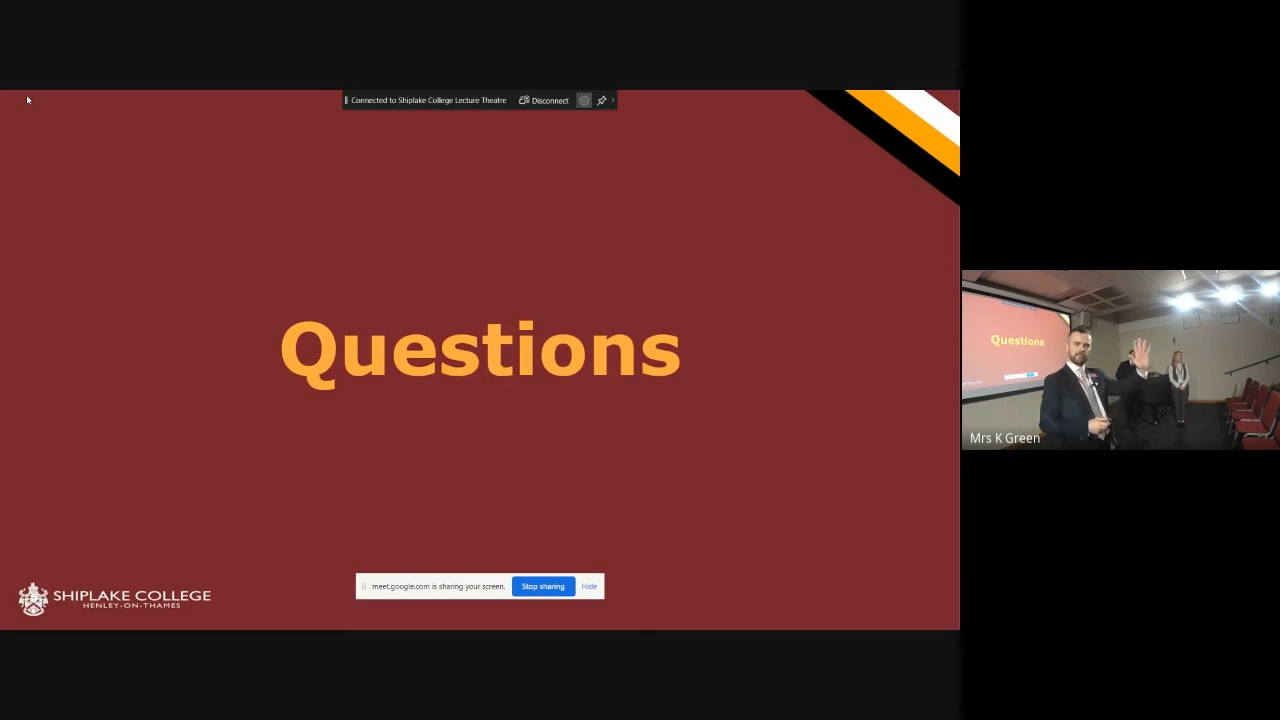 Connected to Shiplake College Lecture Theatre
Disconnect
Questions
Questions
Mrs K Green
meet.google.com is sharing your screen.
Stop sharing
Hide
SHIPLAKE COLLEGE
HENLEY-ON-THAMES